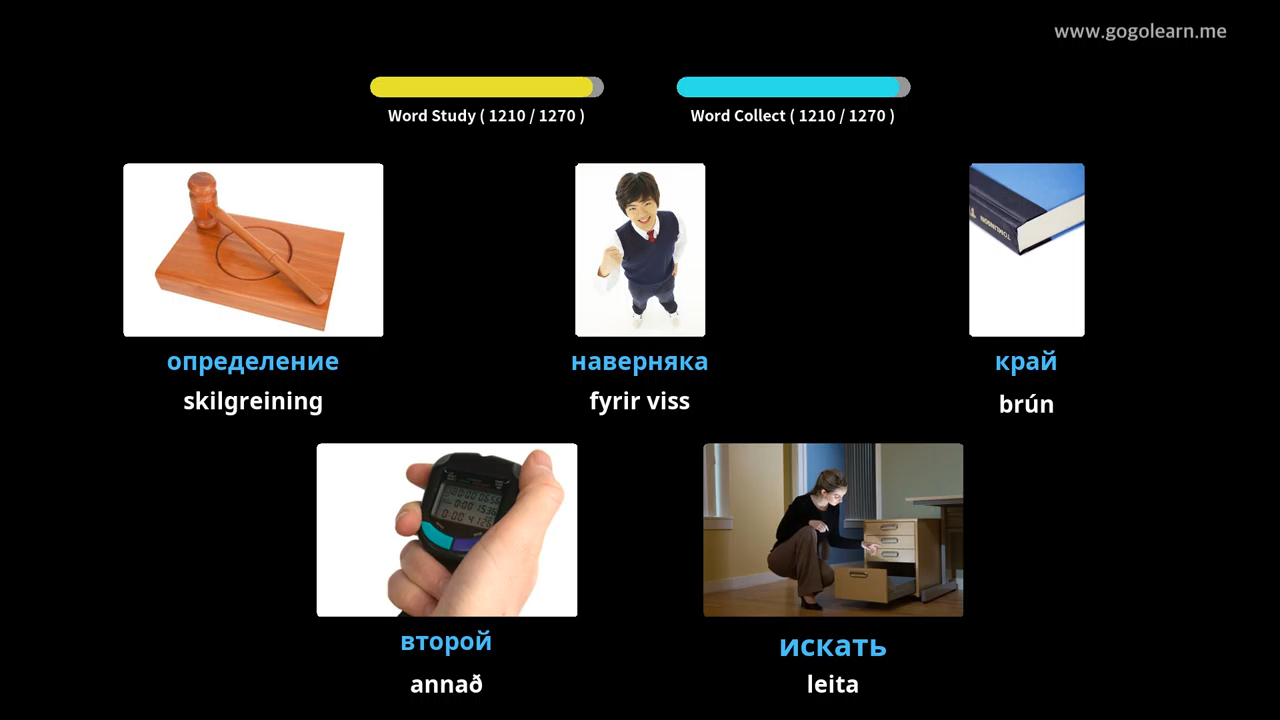 www.gogolearn.me
Word Study ( 1210 / 1270 )
Word Collect ( 1210 / 1270 )
определение
skilgreining
наверняка
fyrir viss
TOMLINSON
край
brún
второй
annað
искать
leita